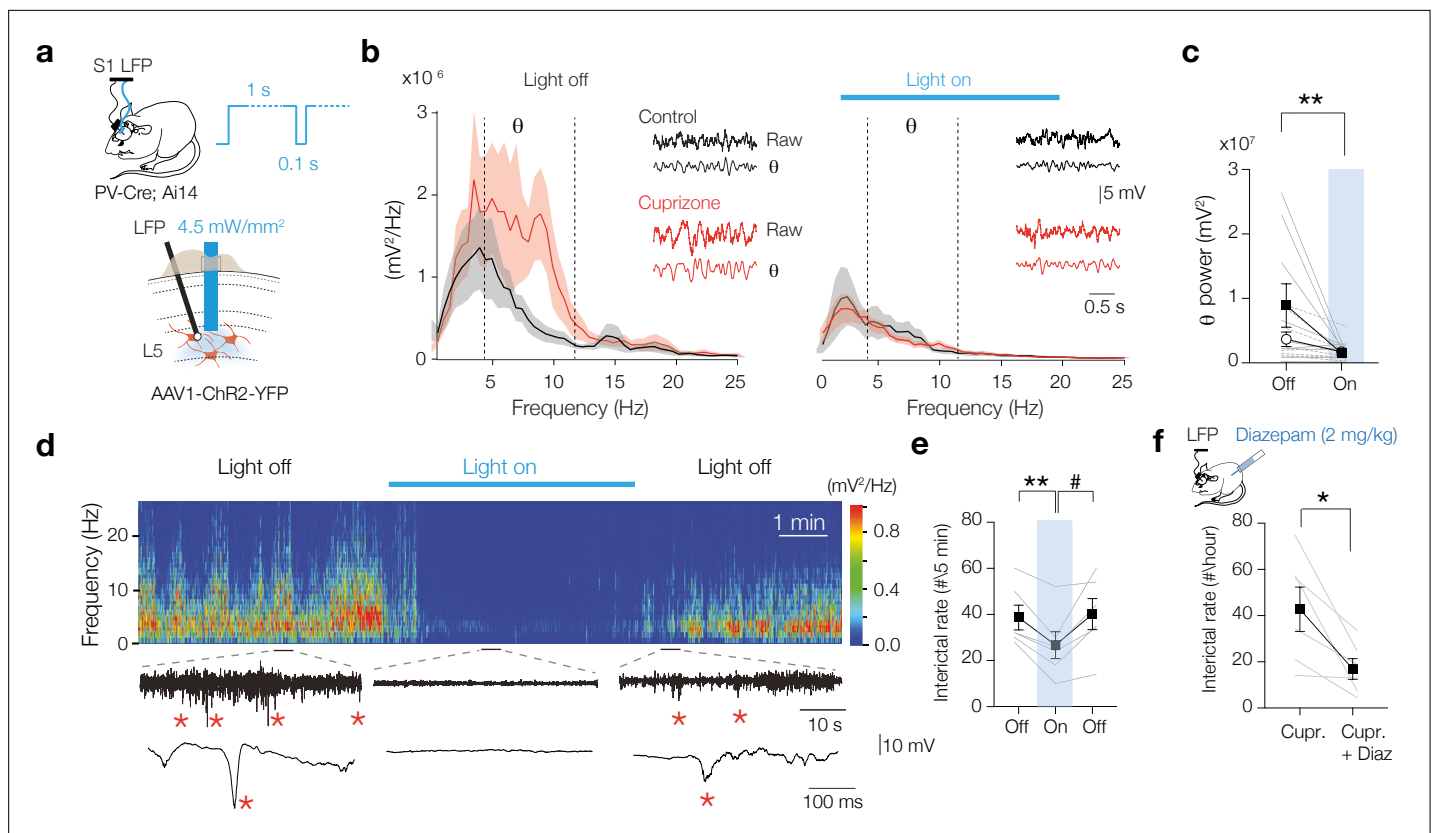 a
S1 LFP
1 s
0.1 s
PV-Cre; Ai14
LFP
4.5 mW/mm²
L5
AAV1-ChR2-YFP
b
x10 ⁶
Light off
Light on
3
2
1
0
(mV²/Hz)
θ
Control
Raw
θ
Cuprizone
Raw
θ
5
10
15
20
25
Frequency (Hz)
θ
5 mV
0.5 s
0
5
10
15
20
25
Frequency (Hz)
c
**
x10⁷
3
2
1
0
θ power (mV²)
Off
On
d
Light off
Light on
Light off
(mV²/Hz)
20
10
0
Frequency (Hz)
1 min
0.8
0.4
0.0
* * * *
* *
10 s
10 mV
*
*
100 ms
e
** #
80
60
40
20
0
Interictal rate (#\5 min)
Off
On
Off
f
LFP
Diazepam (2 mg/kg)
*
80
60
40
20
0
Interictal rate (#\hour)
Cupr.
Cupr.
+ Diaz